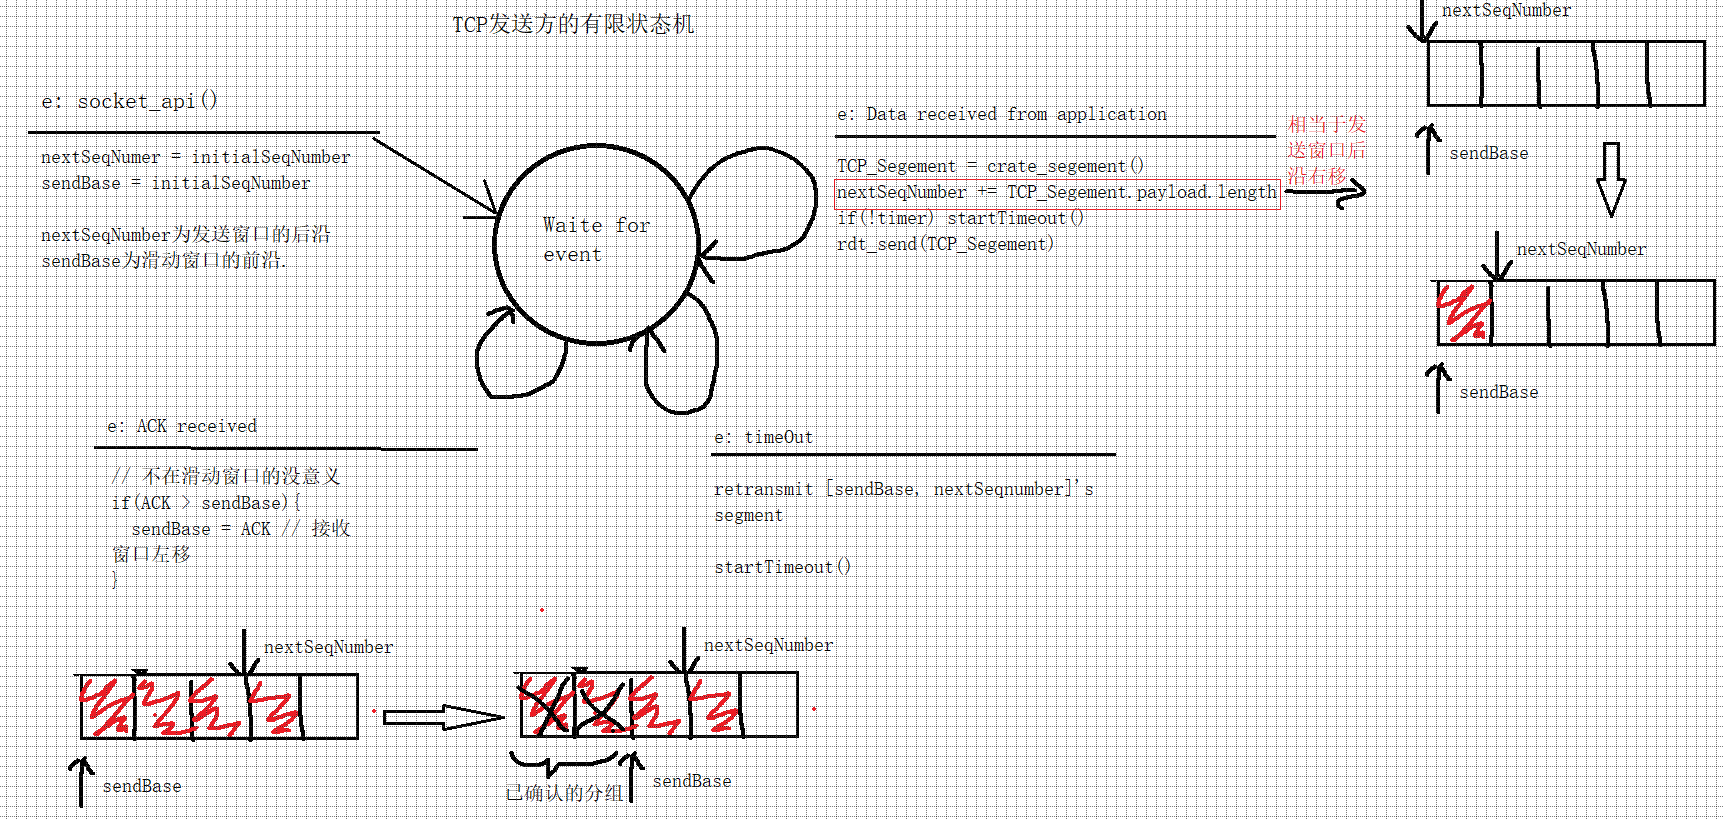 TCP发送方的有限状态机
nextSeqNumber
sendBase
e: socket_api()
nextSeqNumer = initialSeqNumber
sendBase = initialSeqNumber
nextSeqNumber为发送窗口的后沿
sendBase为滑动窗口的前沿.
Waite for
event
e: Data received from application
TCP_Segement = crate_segement()
nextSeqNumber += TCP_Segement.payload.length
if(!timer) startTimeout()
rdt_send(TCP_Segement)
相当于发
送窗口后
沿右移
nextSeqNumber
sendBase
e: ACK received
// 不在滑动窗口的没意义
if(ACK > sendBase){
sendBase = ACK // 接收
窗口左移
}
e: timeOut
retransmit [sendBase, nextSeqnumber]'s
segment
startTimeout()
nextSeqNumber
sendBase
nextSeqNumber
sendBase
已确认的分组